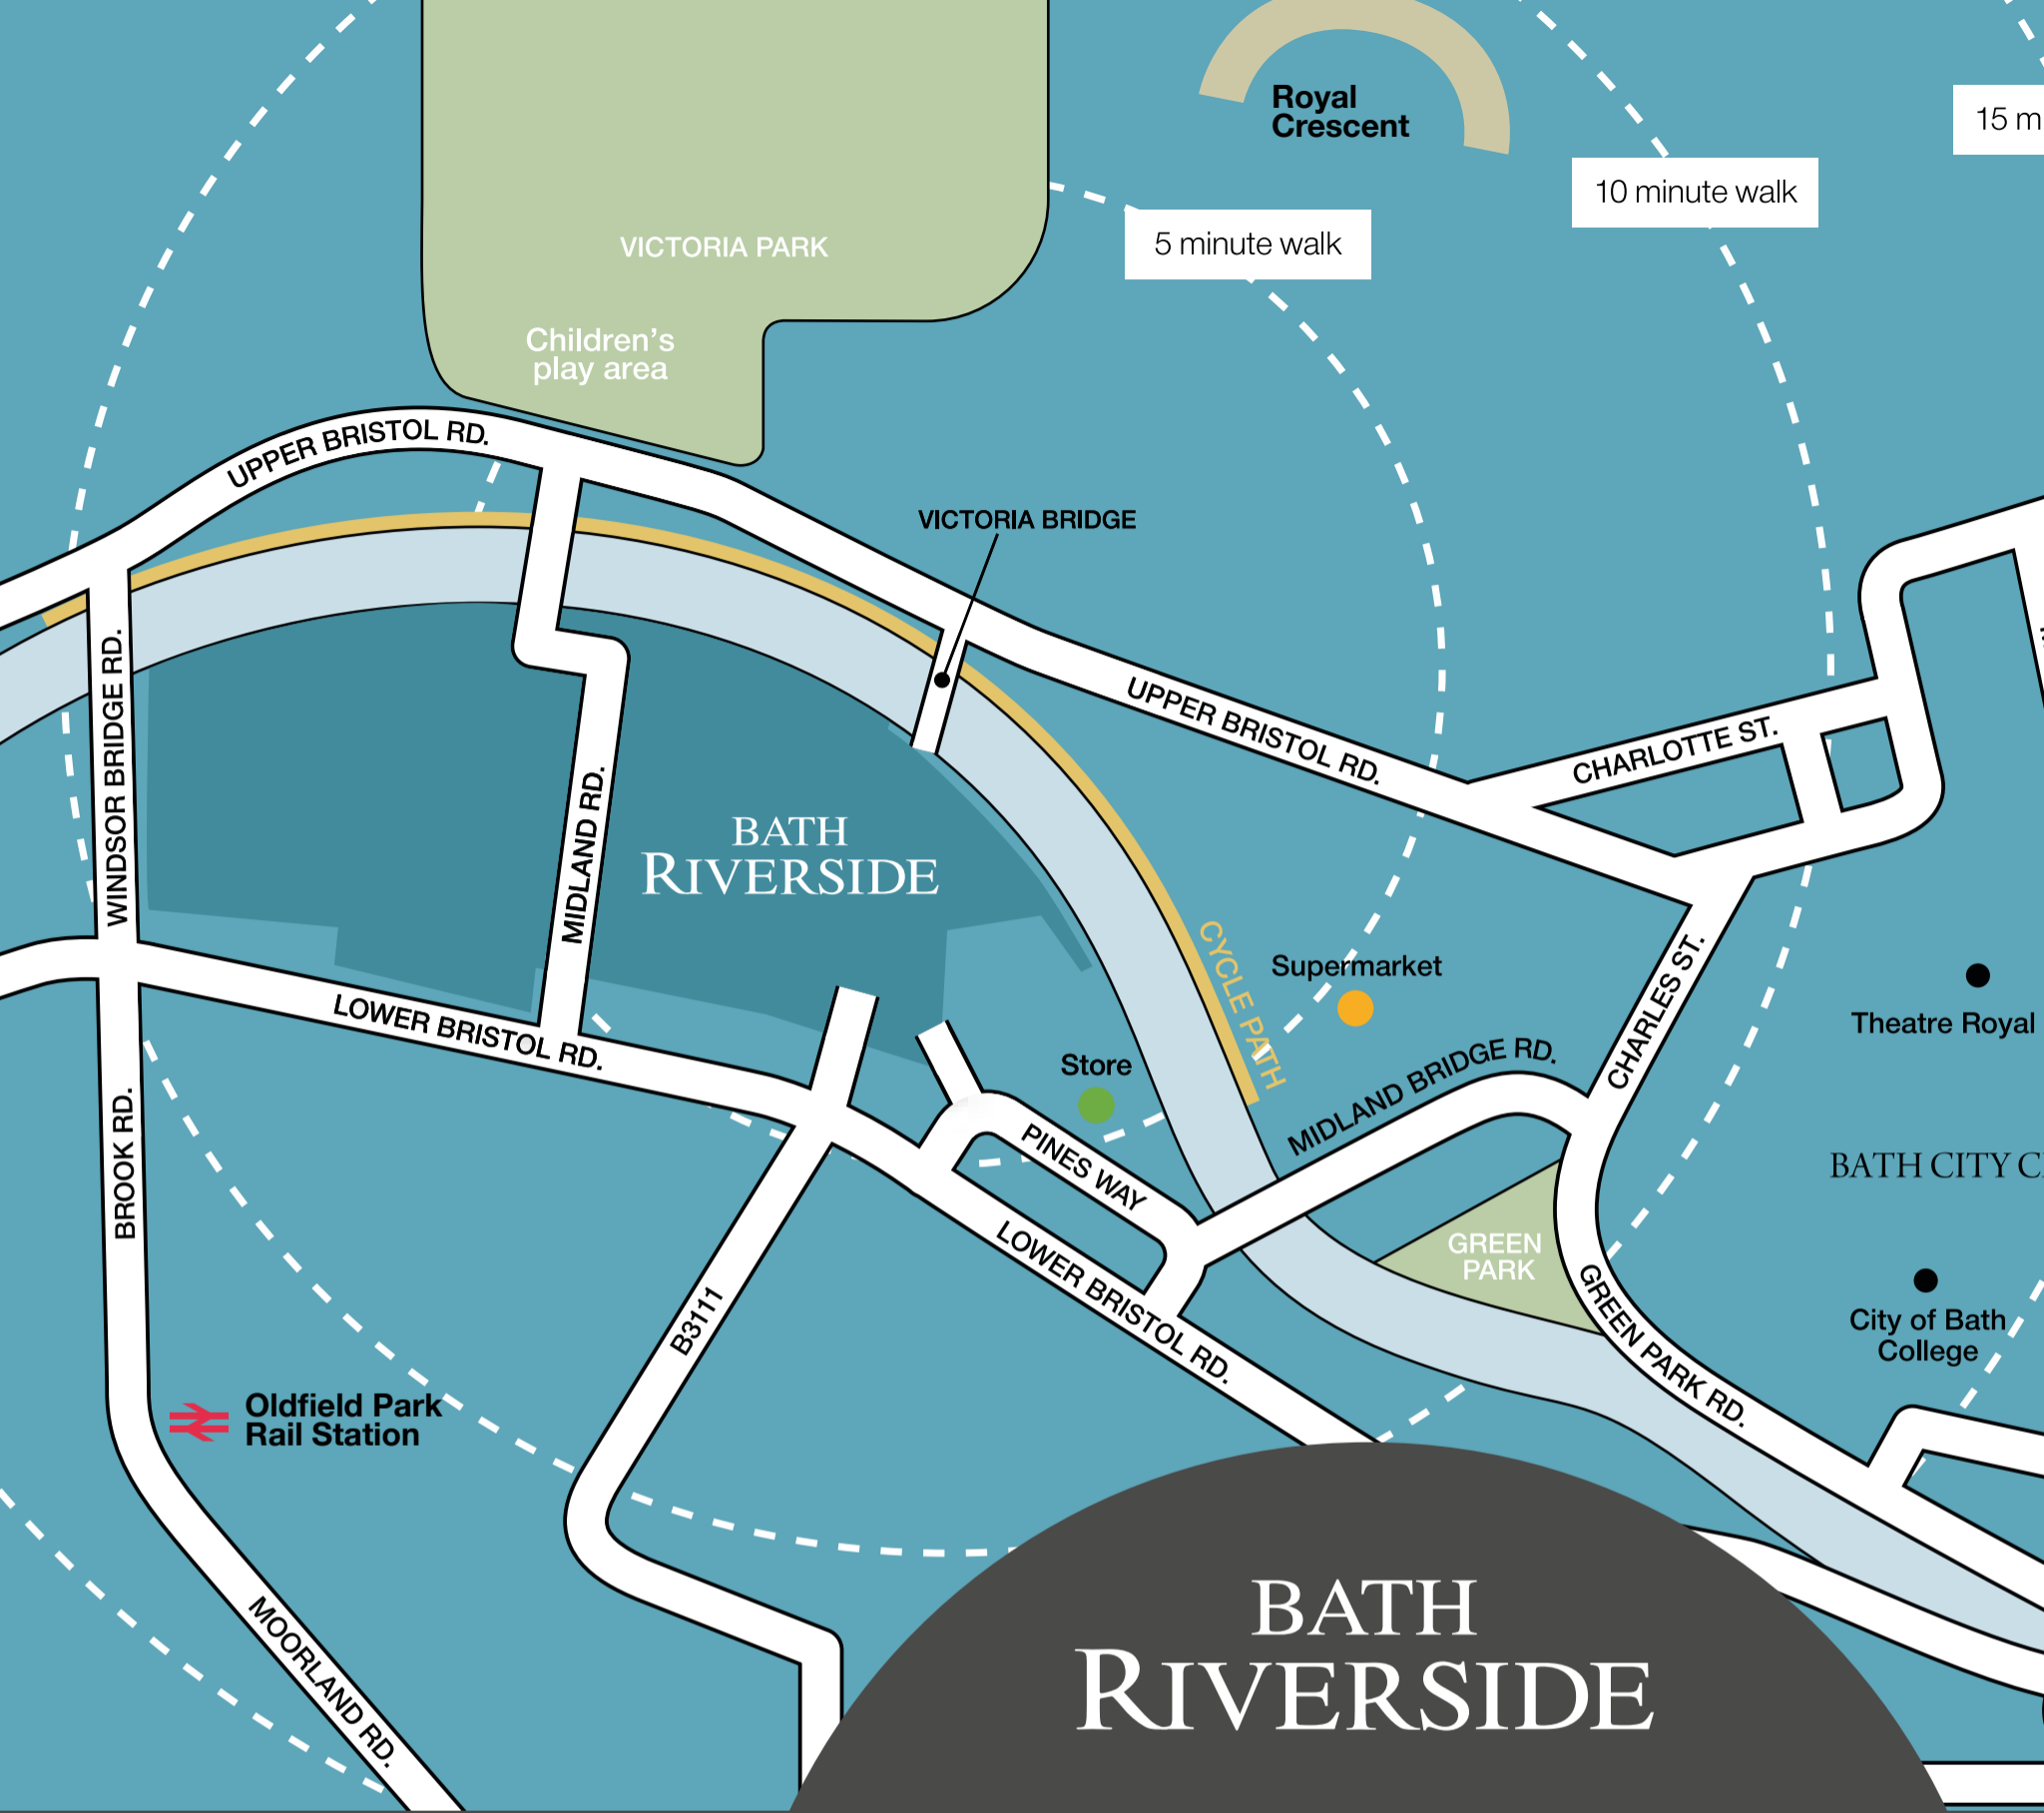 Royal
Crescent
15 m
10 minute walk
5 minute walk
VICTORIA PARK
Children's
play area
UPPER BRISTOL RD.
VICTORIA BRIDGE
UPPER BRISTOL RD.
CHARLOTTE ST.
WINDSOR BRIDGE RD.
MIDLAND RD.
BATH
RIVERSIDE
CYCLE PATH
Supermarket
CHARLES ST.
Theatre Royal
LOWER BRISTOL RD.
Store
MIDLAND BRIDGE RD.
BROOK RD.
PINES WAY
BATH CITY C
GREEN
PARK
LOWER BRISTOL RD.
B3111
GREEN PARK RD.
City of Bath
College
Oldfield Park
Rail Station
MOORLAND RD.
BATH
RIVERSIDE